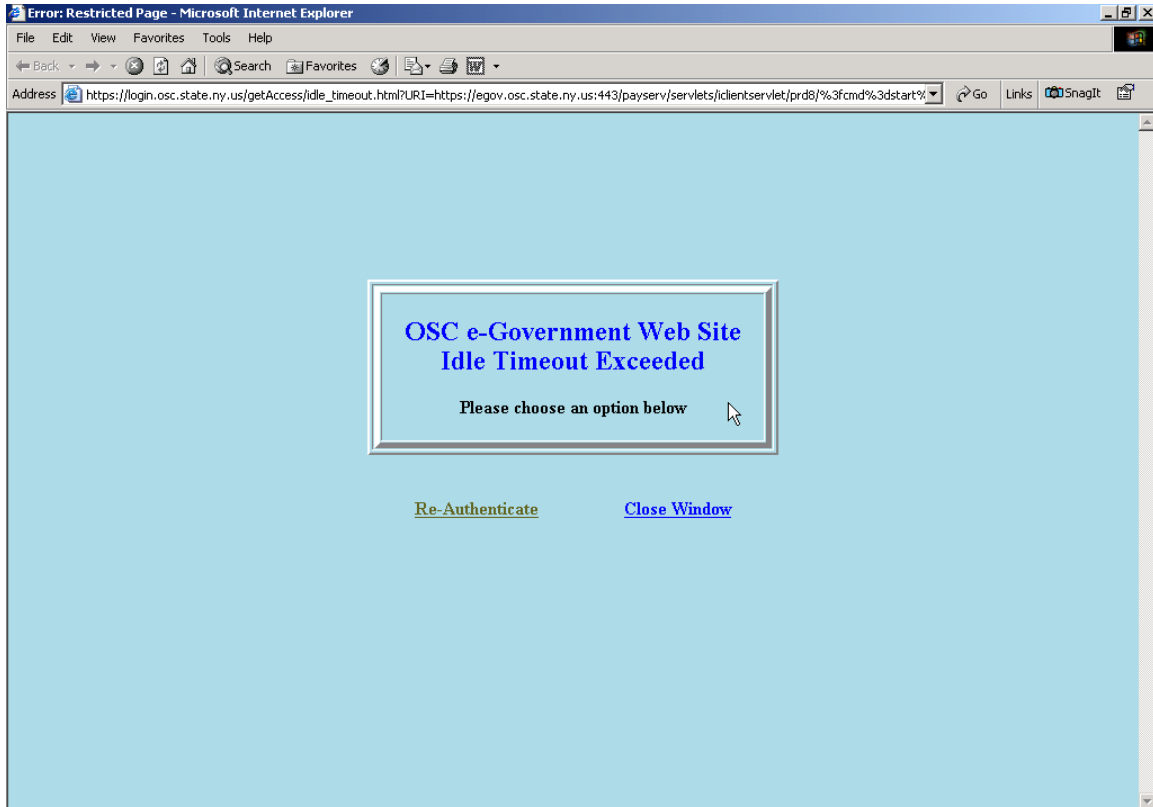 Error: Restricted Page - Microsoft Internet Explorer
File Edit View Favorites Tools Help
Back Search Favorites
Address https://login.osc.state.ny.us/getAccess/idle_timeout.html?URI=https://egov.osc.state.ny.us:443/payserv/servlets/iclientservlet/prd8/%3fcmd%3dstart% Go Links SnagIt
OSC e-Government Web Site
Idle Timeout Exceeded
Please choose an option below
Re-Authenticate Close Window